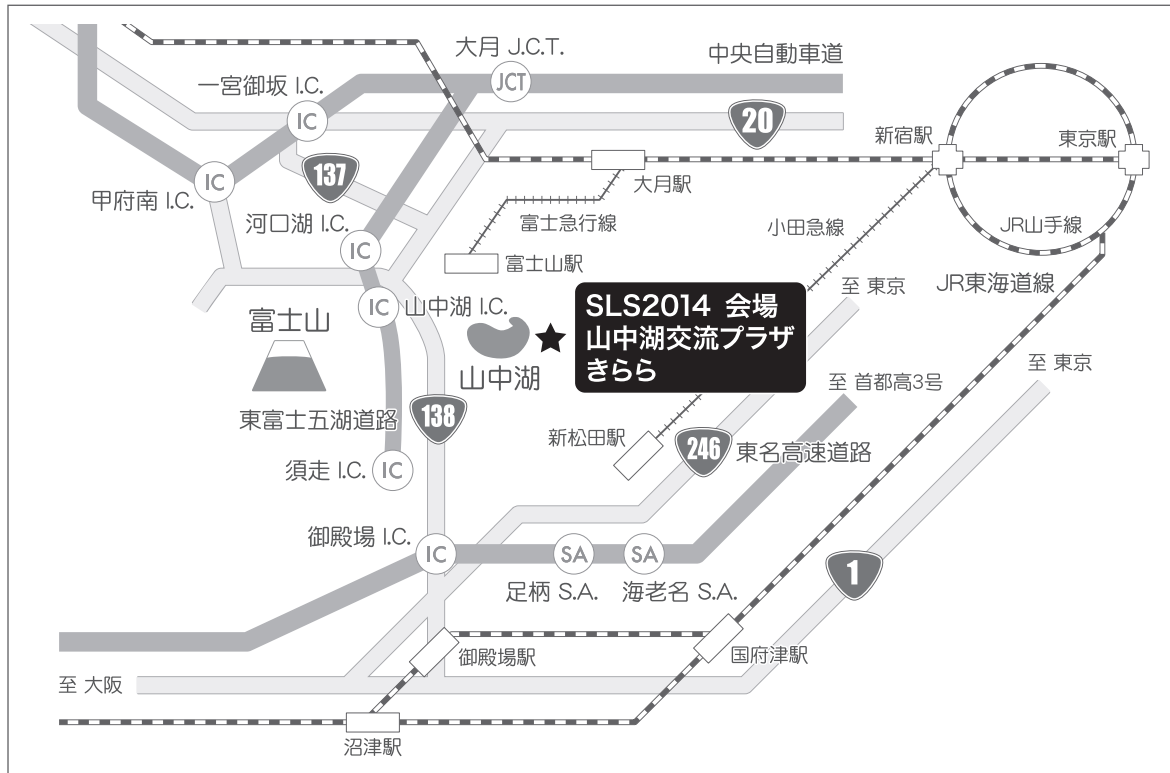 大月 J.C.T.
中央自動車道
JCT
一宮御坂 I.C.
IC
20
新宿駅
東京駅
137
大月駅
IC
甲府南 I.C.
河口湖 I.C.
IC
富士急行線
小田急線
JR山手線
富士山駅
JR東海道線
至 東京
IC
山中湖 I.C.
SLS2014 会場
山中湖交流プラザ
きらら
富士山
山中湖
至 東京
至 首都高3号
東富士五湖道路
138
新松田駅
246
東名高速道路
須走 I.C.
IC
御殿場 I.C.
IC
SA
SA
足柄 S.A.
海老名 S.A.
1
御殿場駅
国府津駅
至 大阪
沼津駅